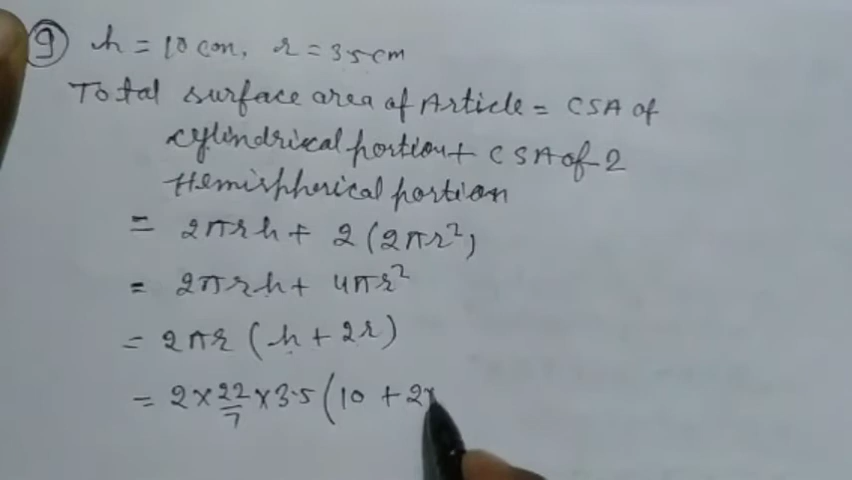 9 h = 10 cm, r = 3.5 cm
Total surface area of Article = CSA of
cylindrical portion + CSA of 2
Hemispherical portion
= 2πrh + 2(2πr²)
= 2πrh + 4πr²
= 2πr (h + 2r)
= 2 × 22/7 × 3.5 (10 + 2×